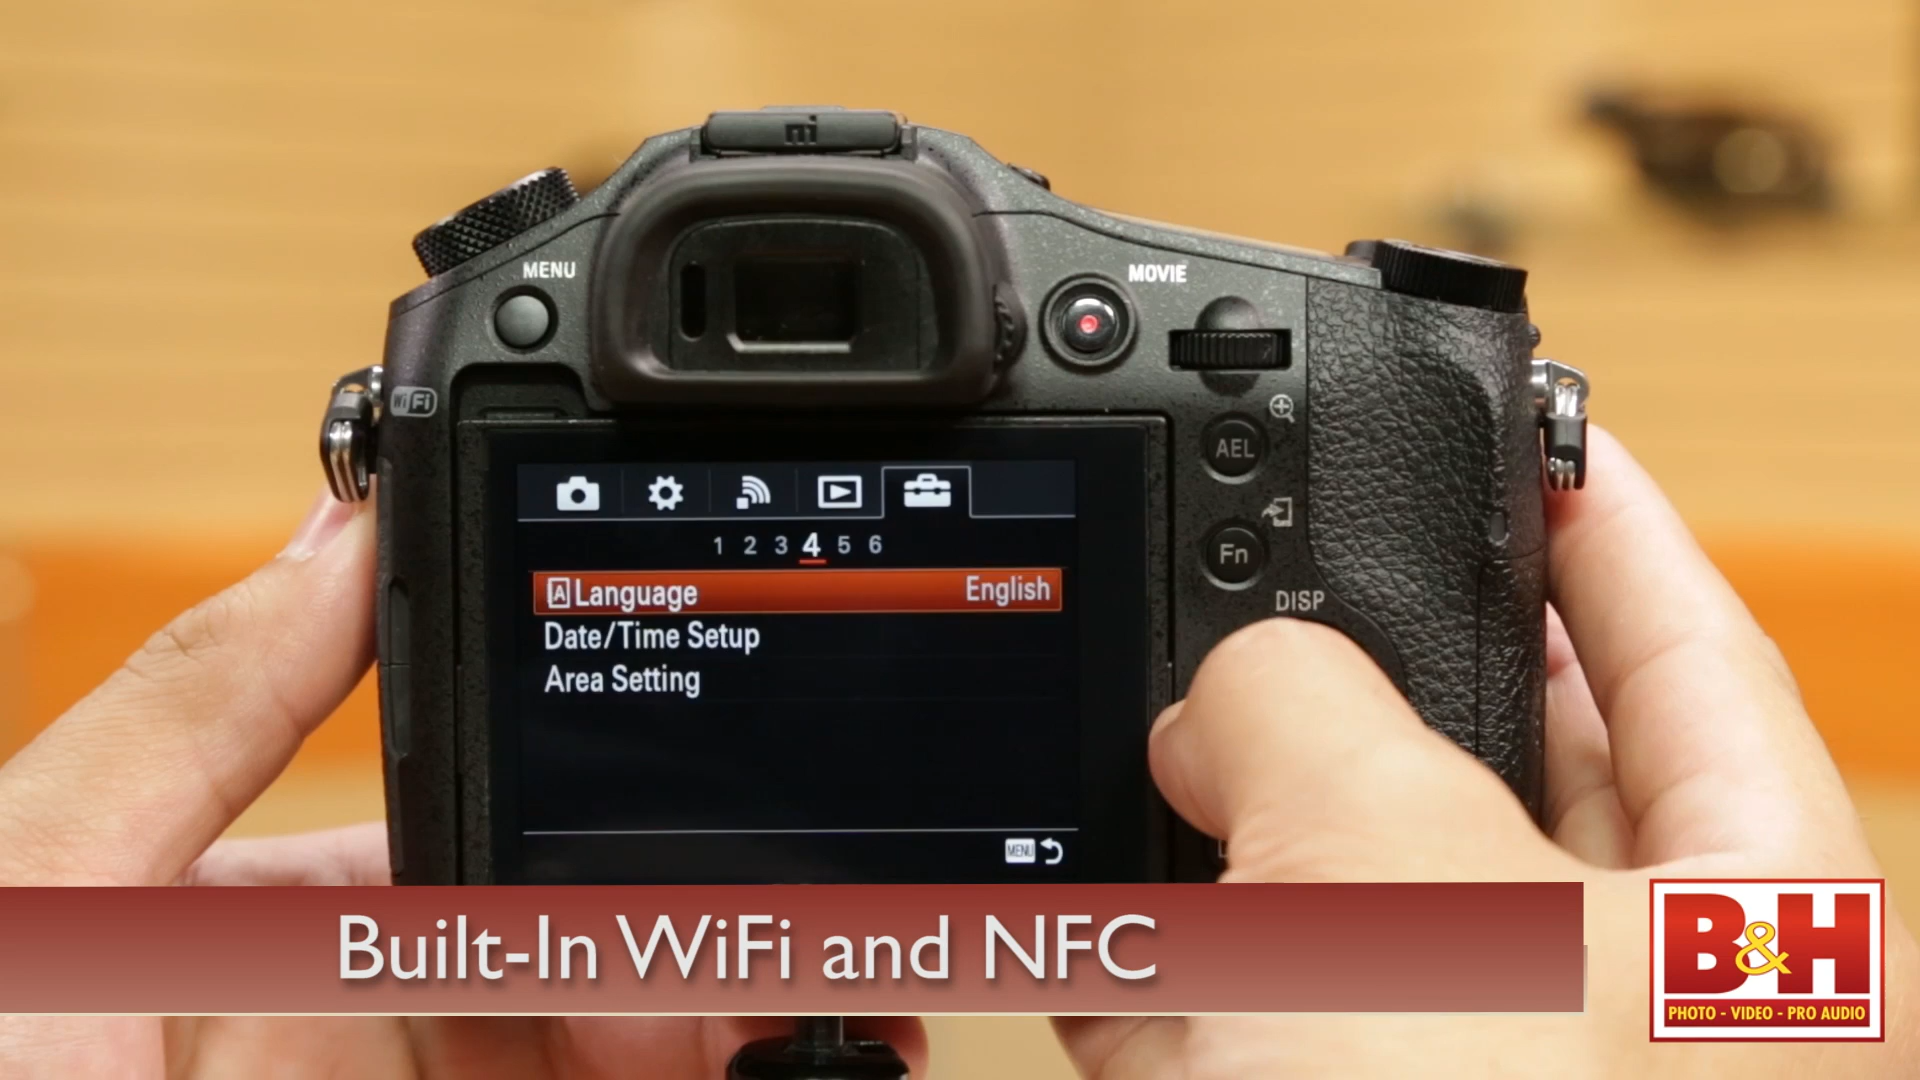 MENU
MOVIE
WiFi
AEL
1 2 3 4 5 6
Fn
Language English
DISP
Date/Time Setup
Area Setting
MENU
Built-In WiFi and NFC
B&H
PHOTO - VIDEO - PRO AUDIO